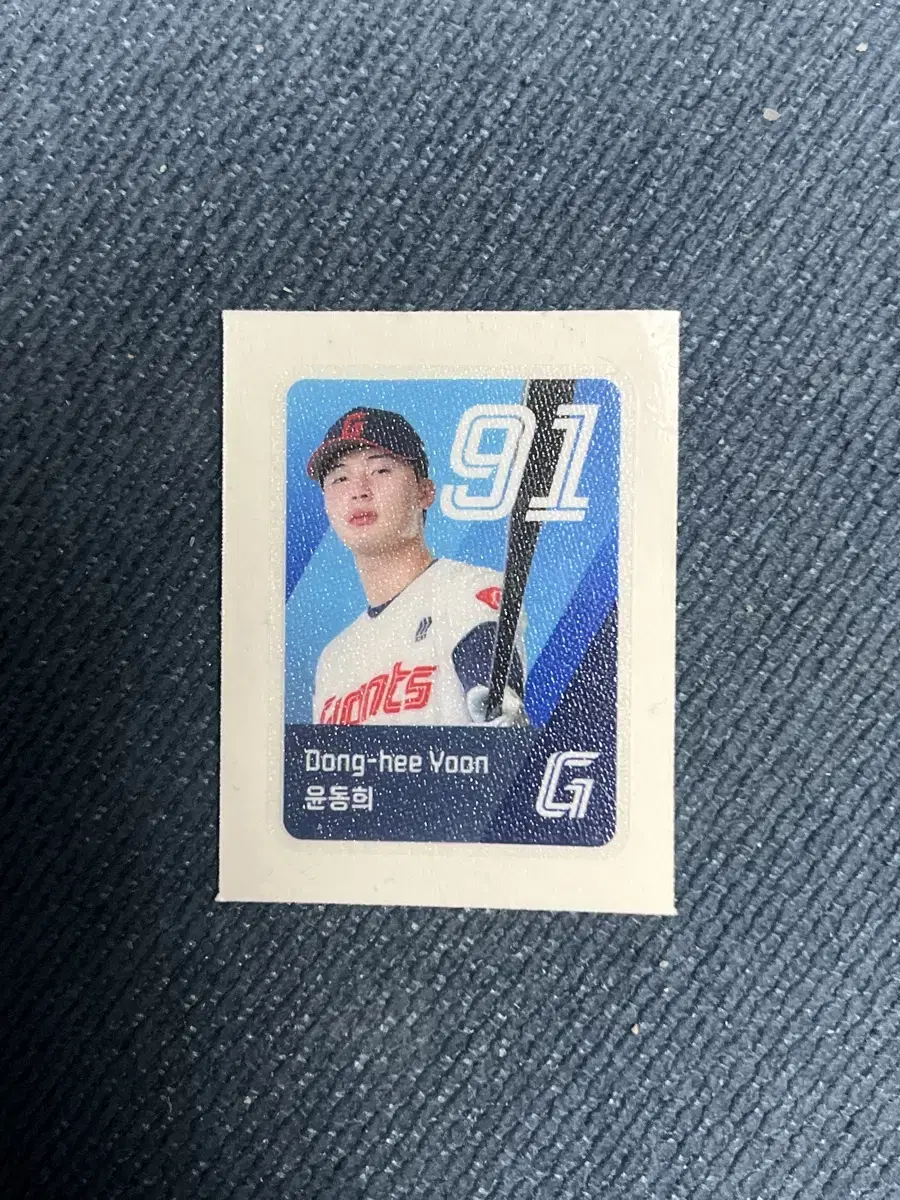 91
G
Giants
Dong-hee Yoon
윤동희
G